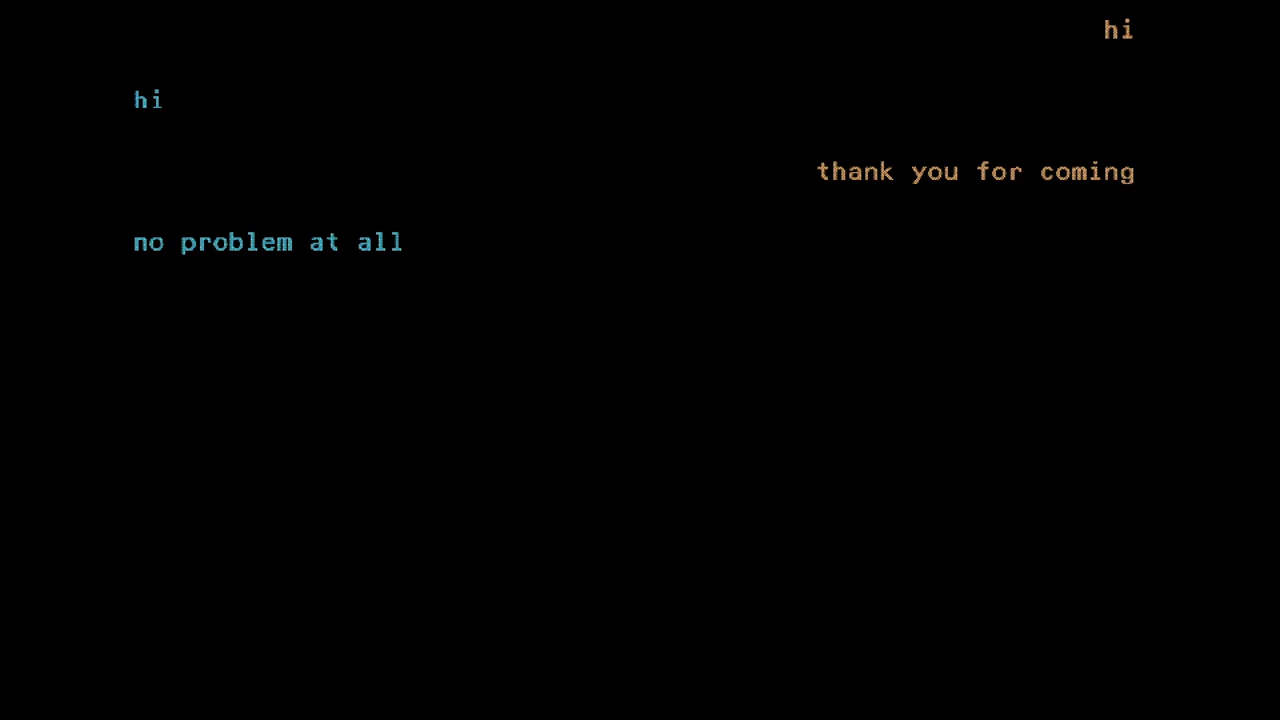 hi
hi
thank you for coming
no problem at all